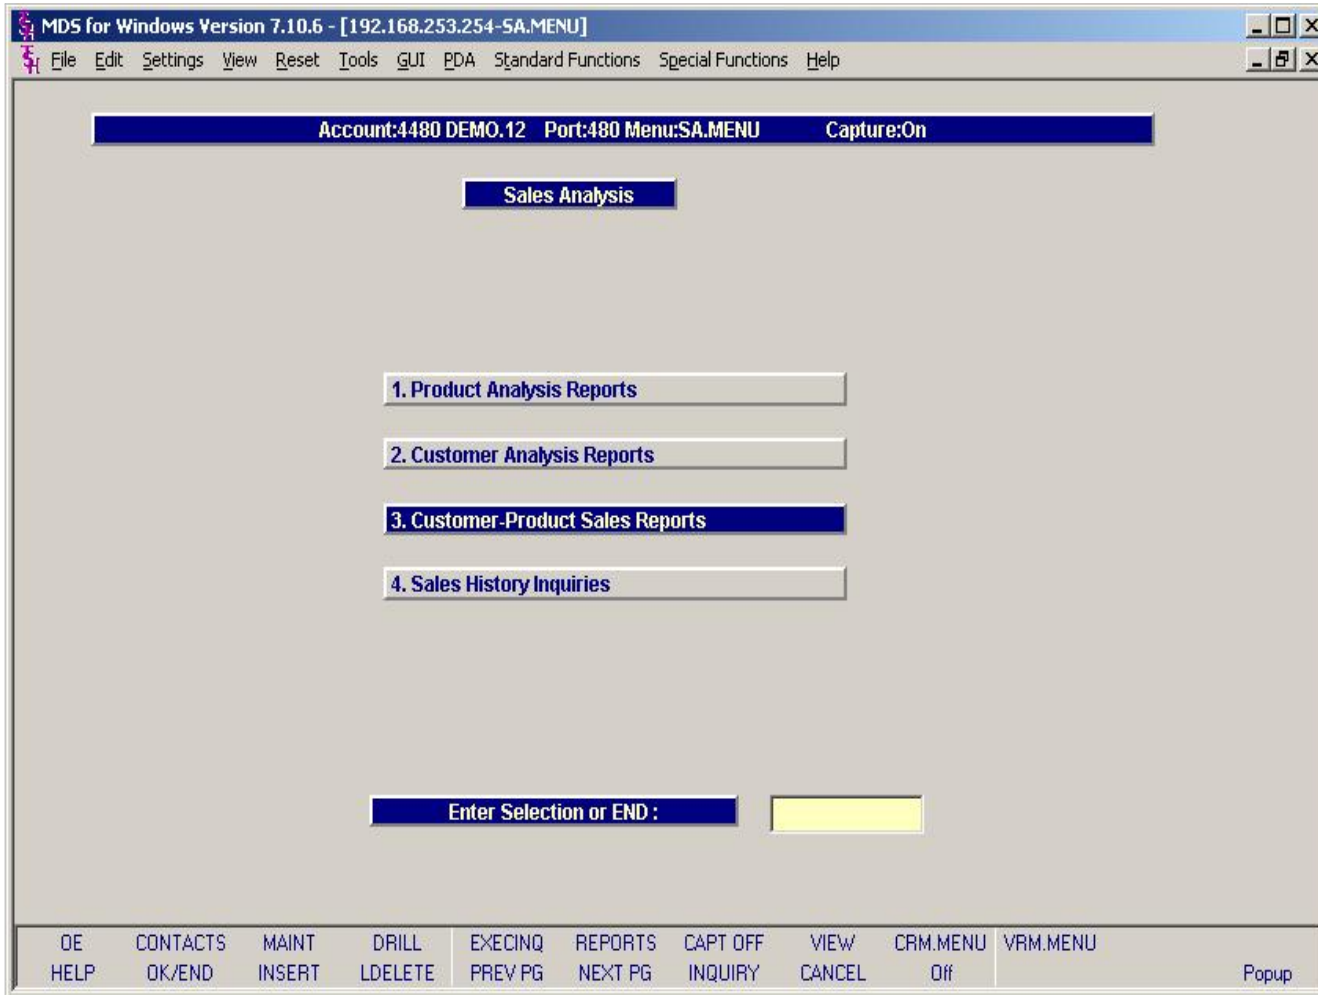 MDS for Windows Version 7.10.6 - [192.168.253.254-SA.MENU]
File Edit Settings View Reset Tools GUI PDA Standard Functions Special Functions Help
Account:4480 DEMO.12 Port:480 Menu:SA.MENU Capture:On
Sales Analysis
1. Product Analysis Reports
2. Customer Analysis Reports
3. Customer-Product Sales Reports
4. Sales History Inquiries
Enter Selection or END :
OE CONTACTS MAINT DRILL EXECINQ REPORTS CAPT OFF VIEW CRM.MENU VRM.MENU
HELP OK/END INSERT LDELETE PREV PG NEXT PG INQUIRY CANCEL Off Popup